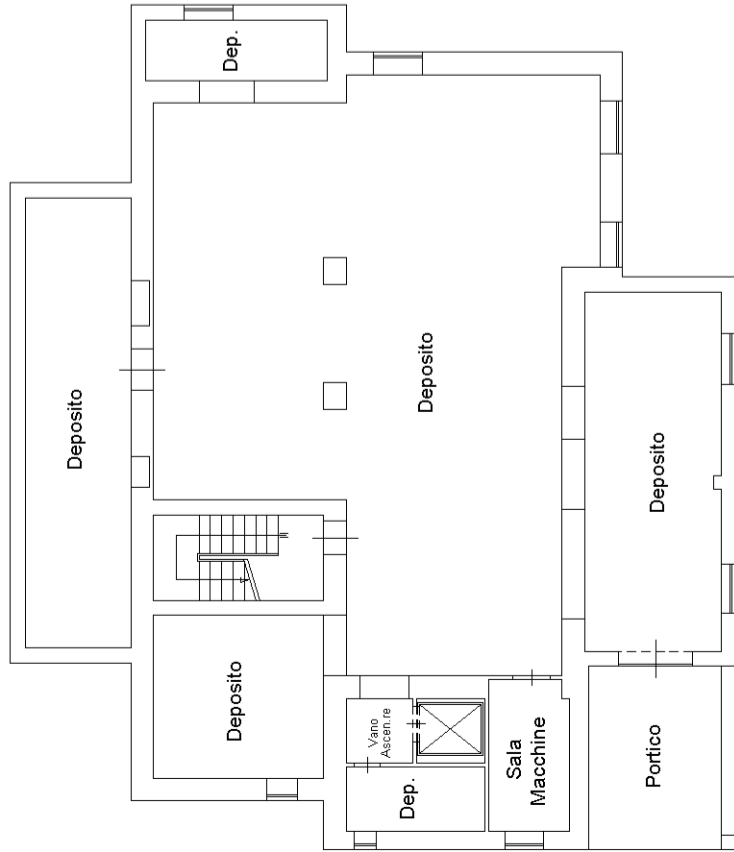 Dep.
Deposito
Deposito
Deposito
Deposito
Vano
Ascen.re
Dep.
Sala
Macchine
Portico